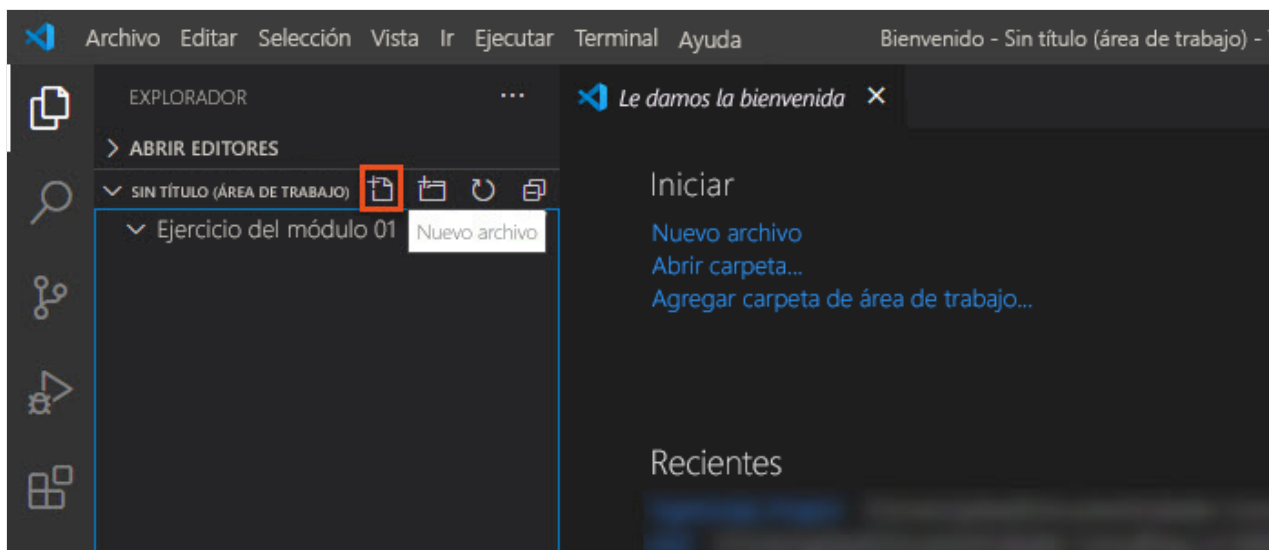 Archivo Editar Selección Vista Ir Ejecutar Terminal Ayuda Bienvenido - Sin título (área de trabajo) -
EXPLORADOR ···
Le damos la bienvenida
ABRIR EDITORES
SIN TÍTULO (ÁREA DE TRABAJO)
Ejercicio del módulo 01
Nuevo archivo
Iniciar
Nuevo archivo
Abrir carpeta...
Agregar carpeta de área de trabajo...
Recientes